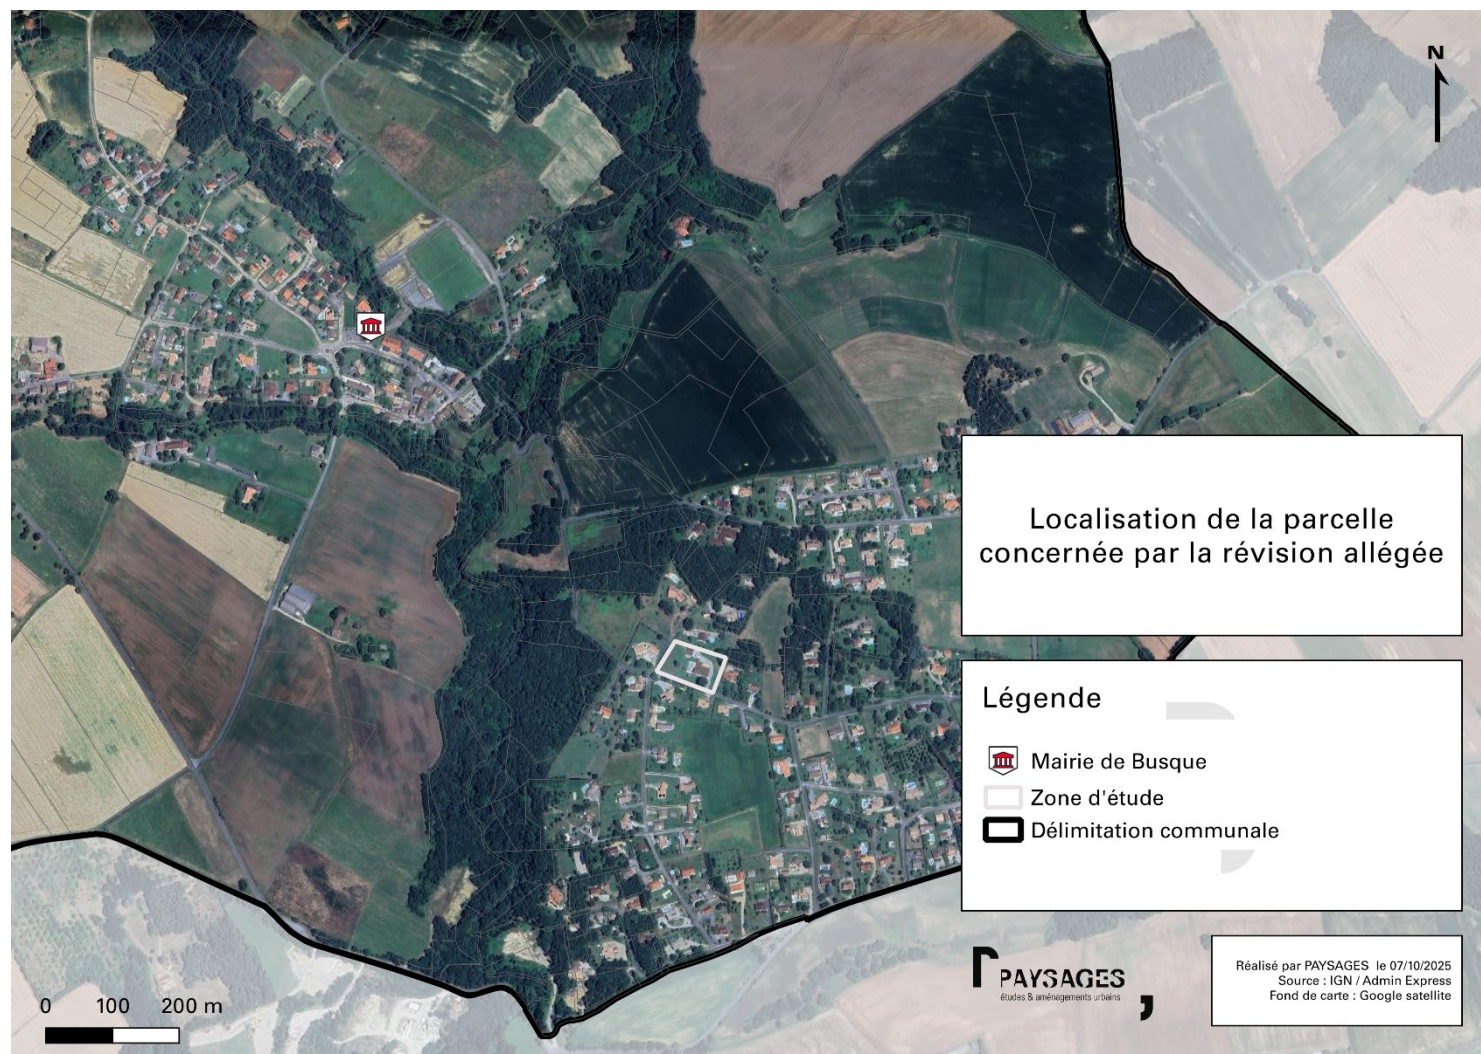 N
Localisation de la parcelle
concernée par la révision allégée
Légende
Mairie de Busque
Zone d'étude
Délimitation communale
PAYSAGES
études & aménagements urbains
Réalisé par PAYSAGES le 07/10/2025
Source : IGN / Admin Express
Fond de carte : Google satellite
0 100 200 m